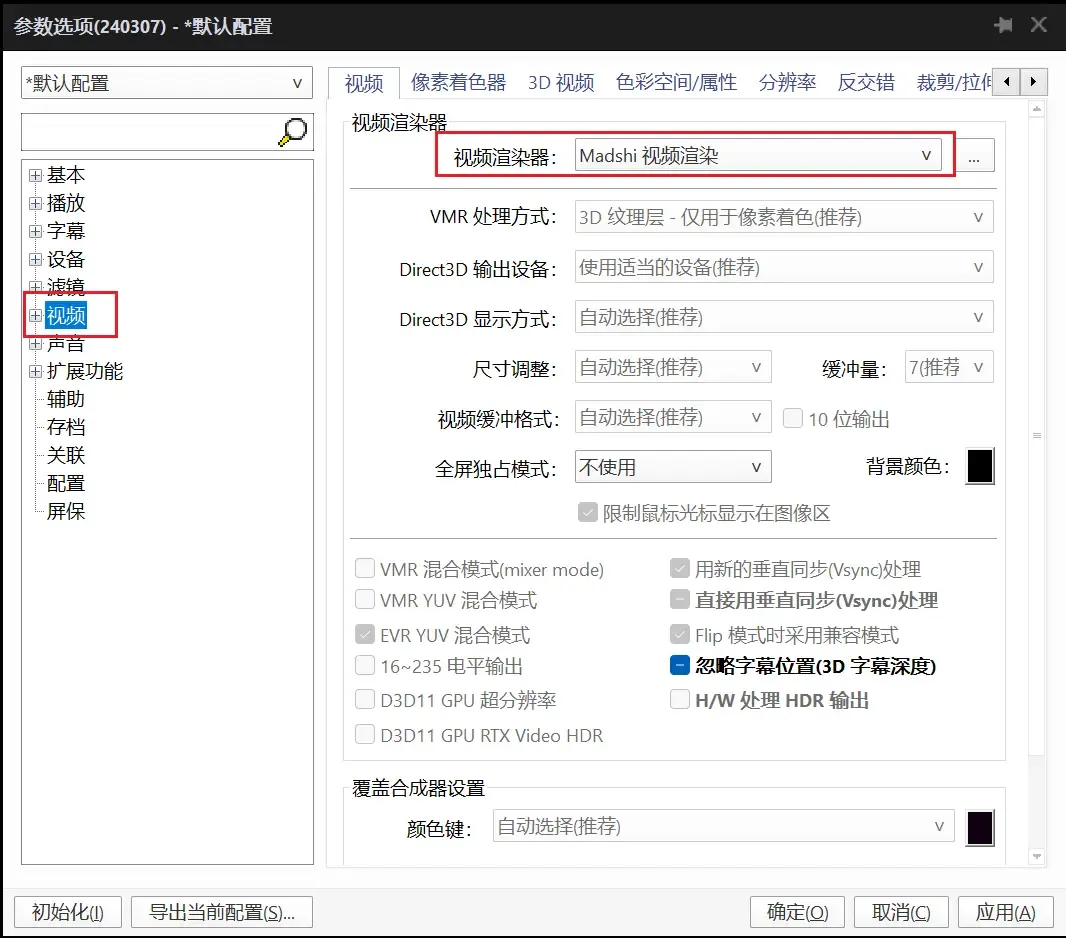 参数选项(240307) - *默认配置
*默认配置
基本
播放
字幕
设备
滤镜
视频
声音
扩展功能
辅助
存档
关联
配置
屏保
视频 像素着色器 3D 视频 色彩空间/属性 分辨率 反交错 裁剪/拉伸
视频渲染器
视频渲染器: Madshi 视频渲染 ...
VMR 处理方式: 3D 纹理层 - 仅用于像素着色(推荐)
Direct3D 输出设备: 使用适当的设备(推荐)
Direct3D 显示方式: 自动选择(推荐)
尺寸调整: 自动选择(推荐) 缓冲量: 7(推荐
视频缓冲格式: 自动选择(推荐) 10 位输出
全屏独占模式: 不使用 背景颜色:
限制鼠标光标显示在图像区
VMR 混合模式(mixer mode) 用新的垂直同步(Vsync)处理
VMR YUV 混合模式 直接用垂直同步(Vsync)处理
EVR YUV 混合模式 Flip 模式时采用兼容模式
16~235 电平输出 忽略字幕位置(3D 字幕深度)
D3D11 GPU 超分辨率 H/W 处理 HDR 输出
D3D11 GPU RTX Video HDR
覆盖合成器设置
颜色键: 自动选择(推荐)
初始化(I) 导出当前配置(S)... 确定(O) 取消(C) 应用(A)